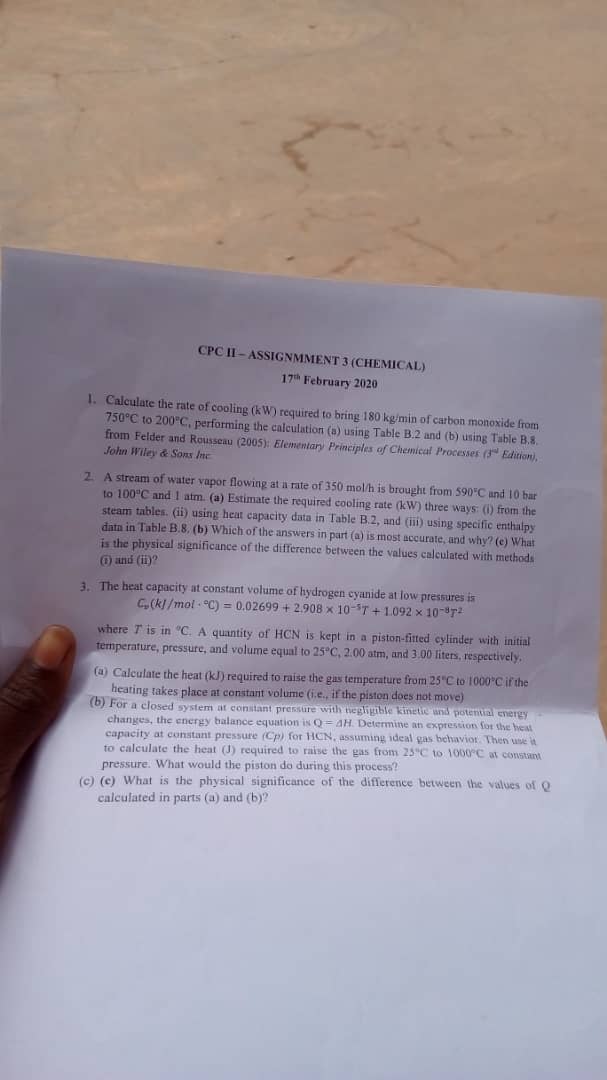 CPC II – ASSIGNMMENT 3 (CHEMICAL)
17th February 2020
1. Calculate the rate of cooling (kW) required to bring 180 kg/min of carbon monoxide from
750°C to 200°C, performing the calculation (a) using Table B.2 and (b) using Table B.8.
from Felder and Rousseau (2005): Elementary Principles of Chemical Processes (3rd Edition),
John Wiley & Sons Inc.
2. A stream of water vapor flowing at a rate of 350 mol/h is brought from 590°C and 10 bar
to 100°C and 1 atm. (a) Estimate the required cooling rate (kW) three ways: (i) from the
steam tables. (ii) using heat capacity data in Table B.2, and (iii) using specific enthalpy
data in Table B.8. (b) Which of the answers in part (a) is most accurate, and why? (c) What
is the physical significance of the difference between the values calculated with methods
(i) and (ii)?
3. The heat capacity at constant volume of hydrogen cyanide at low pressures is
Cᵥ(kJ/mol · °C) = 0.02699 + 2.908 × 10⁻⁵T + 1.092 × 10⁻⁸T²
where T is in °C. A quantity of HCN is kept in a piston-fitted cylinder with initial
temperature, pressure, and volume equal to 25°C, 2.00 atm, and 3.00 liters, respectively.
(a) Calculate the heat (kJ) required to raise the gas temperature from 25°C to 1000°C if the
heating takes place at constant volume (i.e., if the piston does not move)
(b) For a closed system at constant pressure with negligible kinetic and potential energy
changes, the energy balance equation is Q = ΔH. Determine an expression for the heat
capacity at constant pressure (Cp) for HCN, assuming ideal gas behavior. Then use it
to calculate the heat (J) required to raise the gas from 25°C to 1000°C at constant
pressure. What would the piston do during this process?
(c) (c) What is the physical significance of the difference between the values of Q
calculated in parts (a) and (b)?